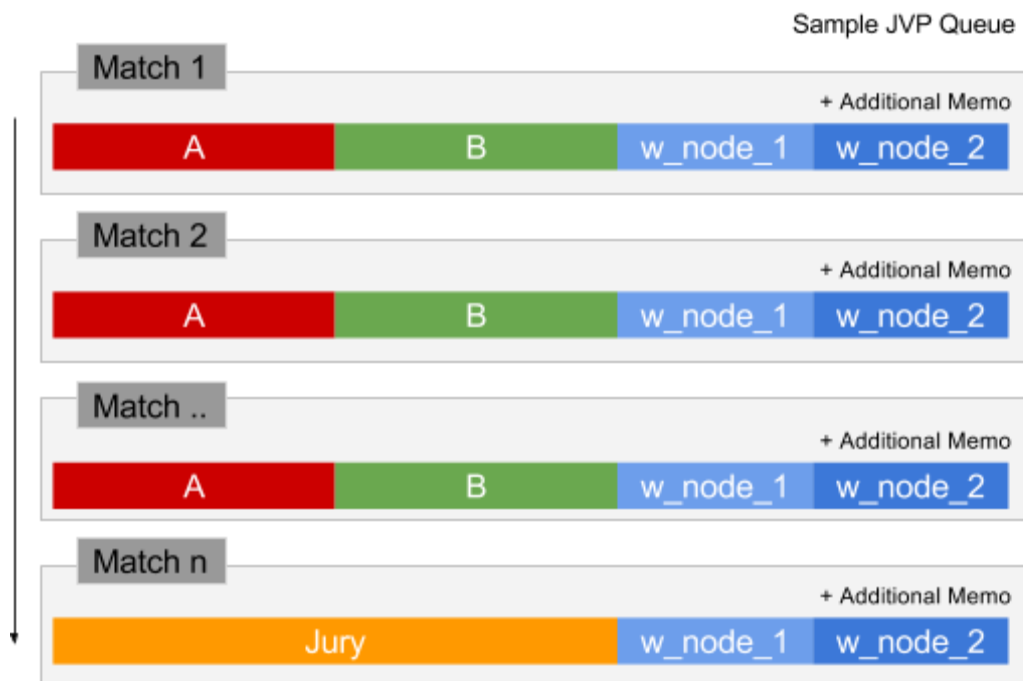 Sample JVP Queue
Match 1
+ Additional Memo
A B w_node_1 w_node_2
Match 2
+ Additional Memo
A B w_node_1 w_node_2
Match ..
+ Additional Memo
A B w_node_1 w_node_2
Match n
+ Additional Memo
Jury w_node_1 w_node_2